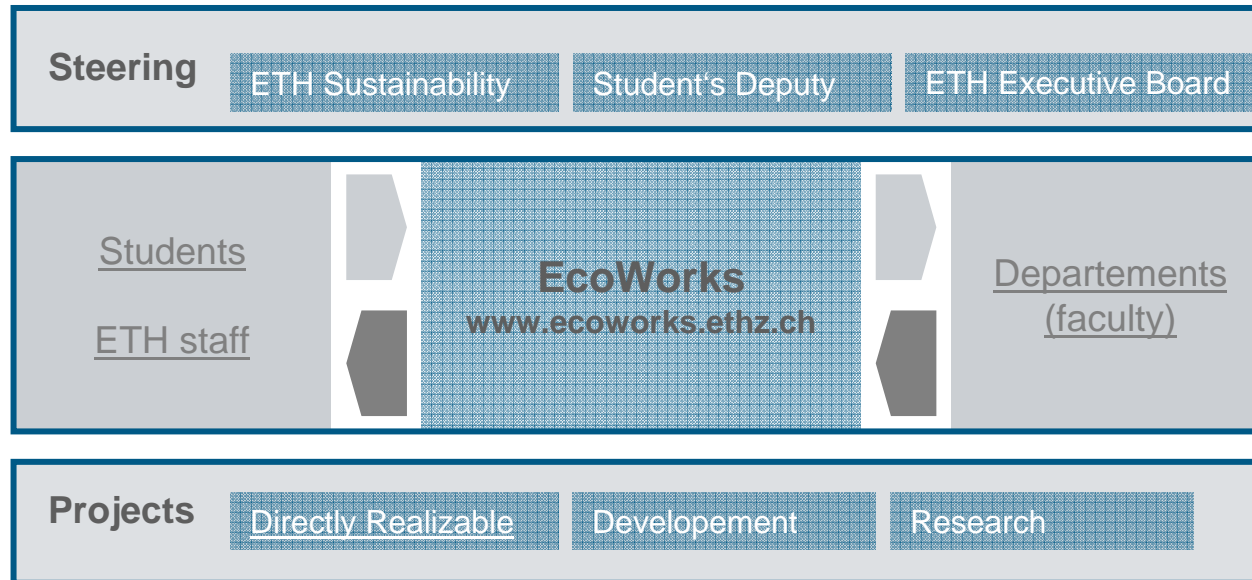 Steering
ETH Sustainability
Student‘s Deputy
ETH Executive Board
Students
ETH staff
EcoWorks
www.ecoworks.ethz.ch
Departements
(faculty)
Projects
Directly Realizable
Developement
Research